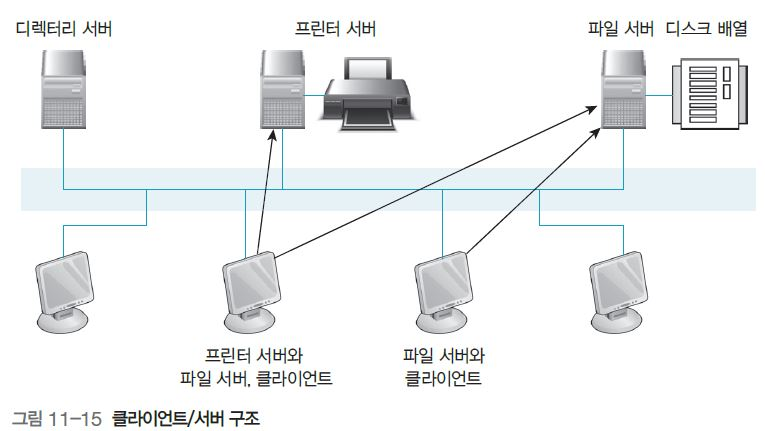 디렉터리 서버
프린터 서버
파일 서버 디스크 배열
프린터 서버와
파일 서버, 클라이언트
파일 서버와
클라이언트
그림 11-15 클라이언트/서버 구조